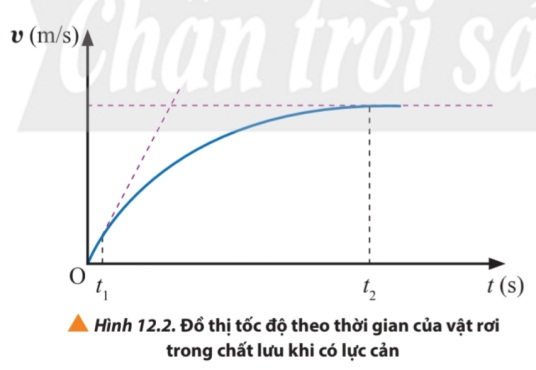 Chân trời sá
v (m/s)
O
t₁
t₂
t (s)
Hình 12.2. Đồ thị tốc độ theo thời gian của vật rơi
trong chất lưu khi có lực cản